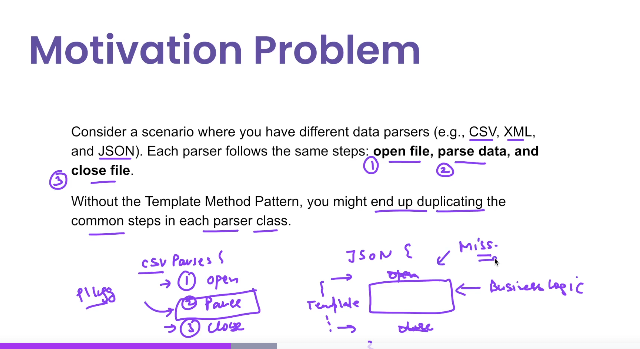 Motivation Problem
Consider a scenario where you have different data parsers (e.g., CSV, XML,
and JSON). Each parser follows the same steps: open file, parse data, and
① ②
③ close file.
Without the Template Method Pattern, you might end up duplicating the
common steps in each parser class.
CSV Parses {
① open
② Parse
③ close
JSON { Miss.
open
Template Business Logic
close
}